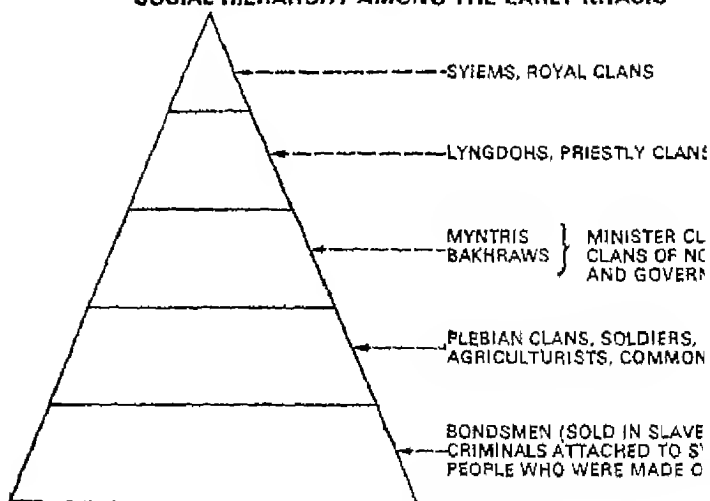 SOCIAL HIERARCHY AMONG THE EARLY KHASIS
SYIEMS, ROYAL CLANS
LYNGDOHS, PRIESTLY CLANS
MYNTRIS
BAKHRAWS } MINISTER CL
CLANS OF NO
AND GOVERN
PLEBIAN CLANS, SOLDIERS,
AGRICULTURISTS, COMMON
BONDSMEN (SOLD IN SLAVE
CRIMINALS ATTACHED TO
PEOPLE WHO WERE MADE